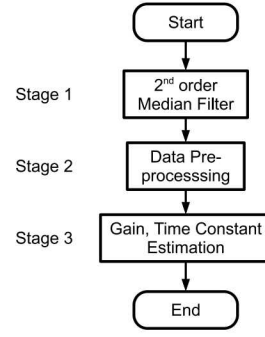 Start
Stage 1
2nd order
Median Filter
Stage 2
Data Pre-
processsing
Stage 3
Gain, Time Constant
Estimation
End